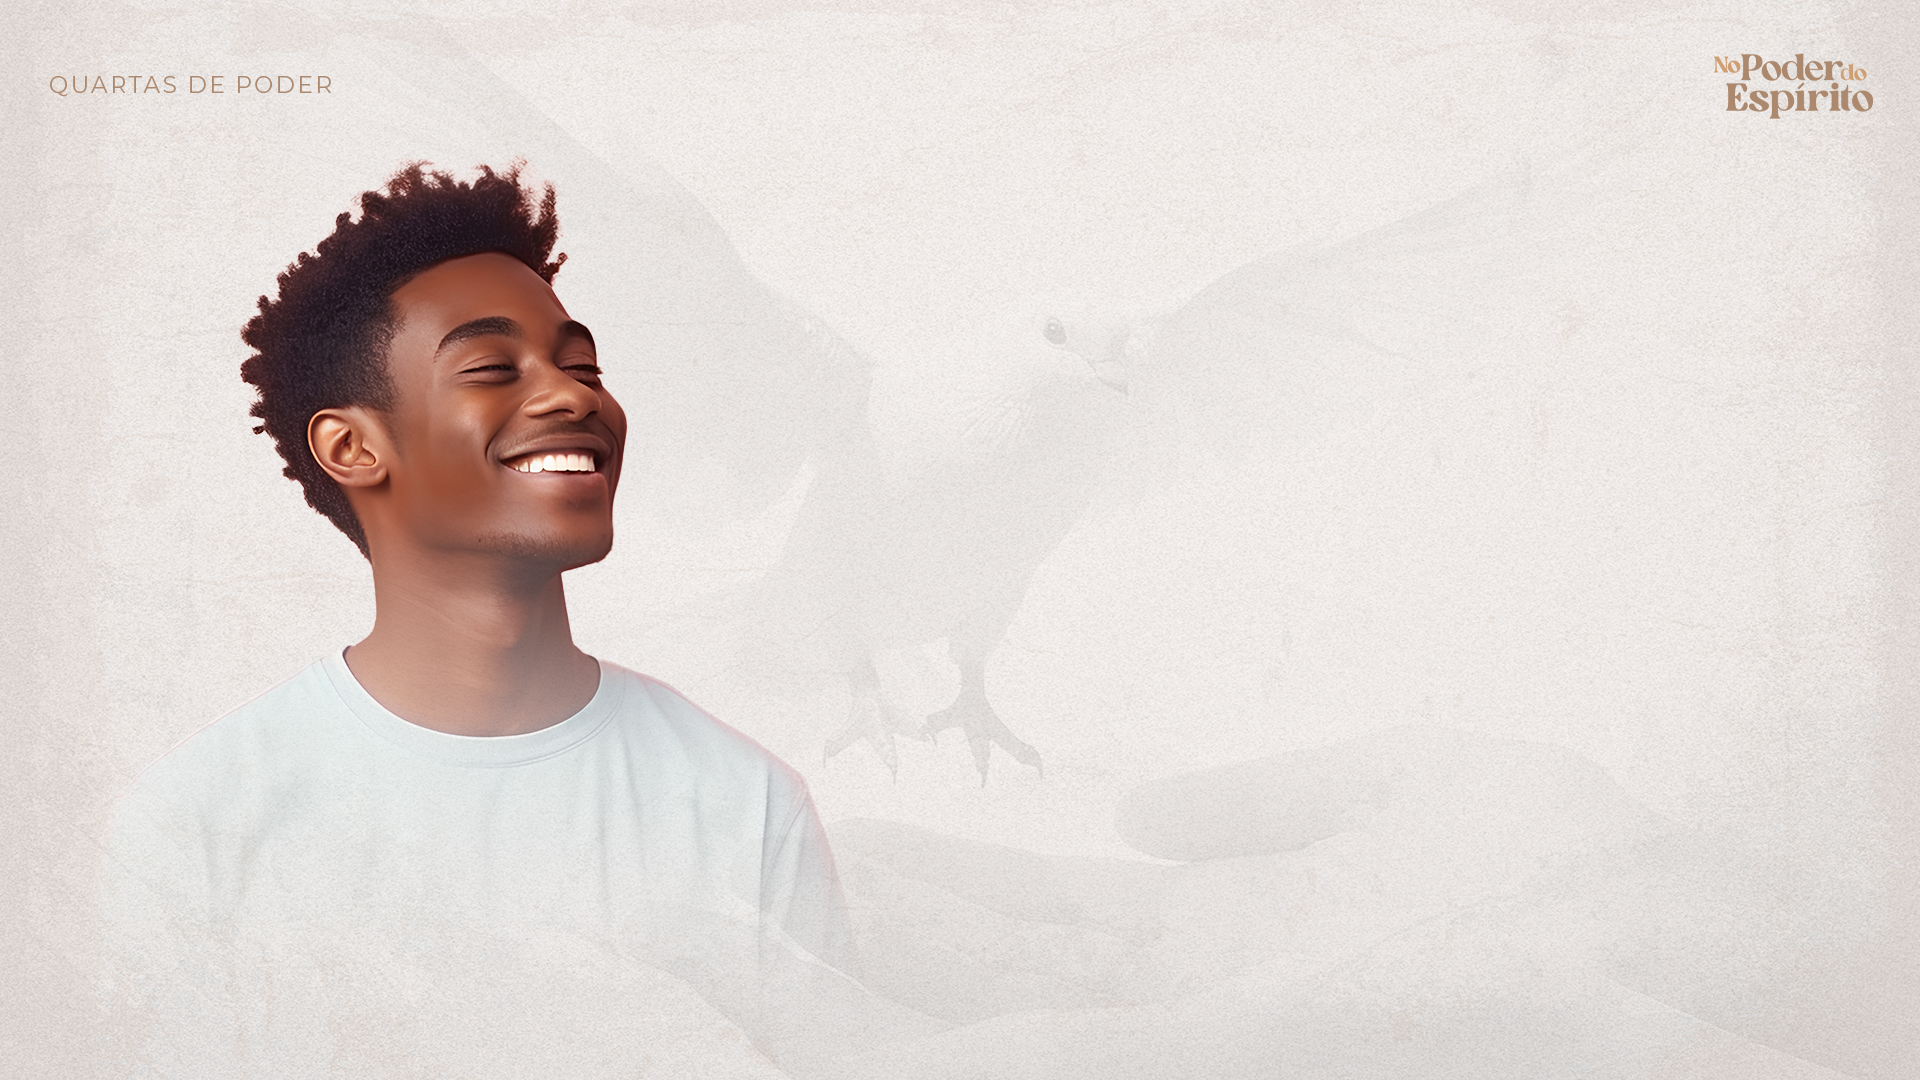 QUARTAS DE PODER
No Poder do
Espírito